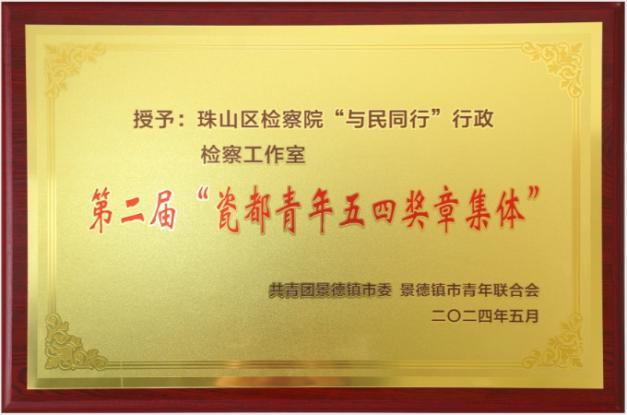 授予：珠山区检察院“与民同行”行政
检察工作室
第二届“瓷都青年五四奖章集体”
共青团景德镇市委 景德镇市青年联合会
二〇二四年五月